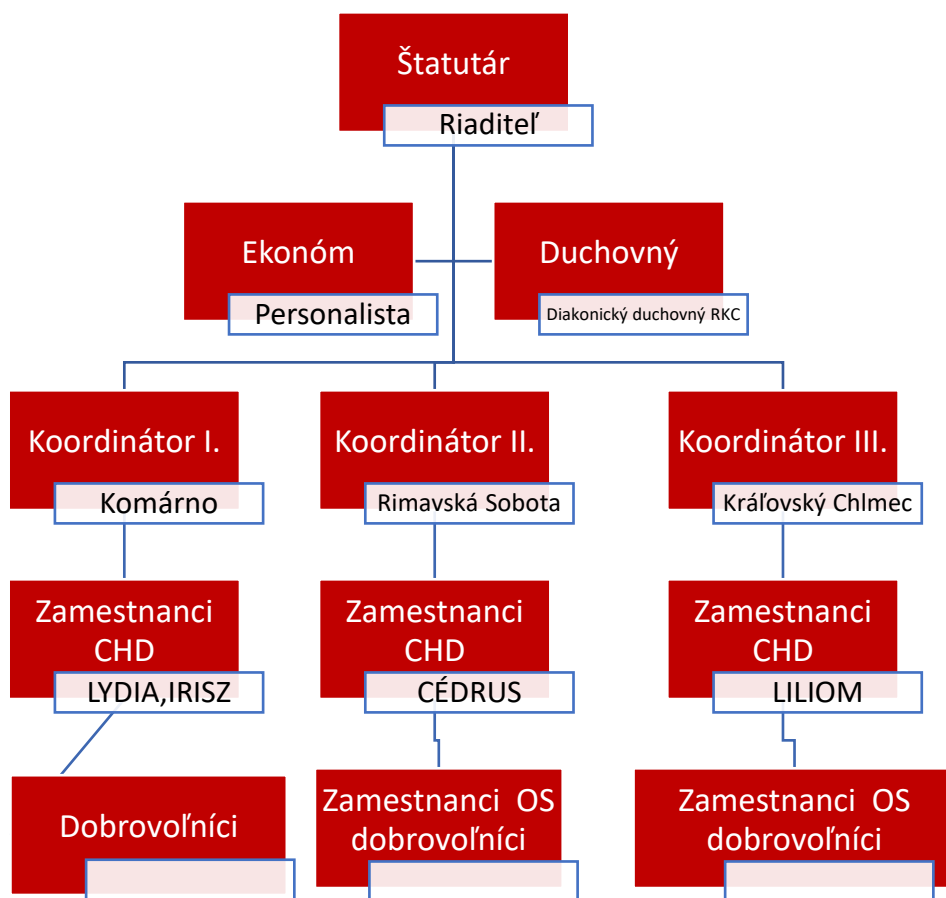 Štatutár
Riaditeľ
Ekonóm
Personalista
Duchovný
Diakonický duchovný RKC
Koordinátor I.
Komárno
Koordinátor II.
Rimavská Sobota
Koordinátor III.
Kráľovský Chlmec
Zamestnanci
CHD
LYDIA,IRISZ
Zamestnanci
CHD
CÉDRUS
Zamestnanci
CHD
LILIOM
Dobrovoľníci
Zamestnanci OS
dobrovoľníci
Zamestnanci OS
dobrovoľníci